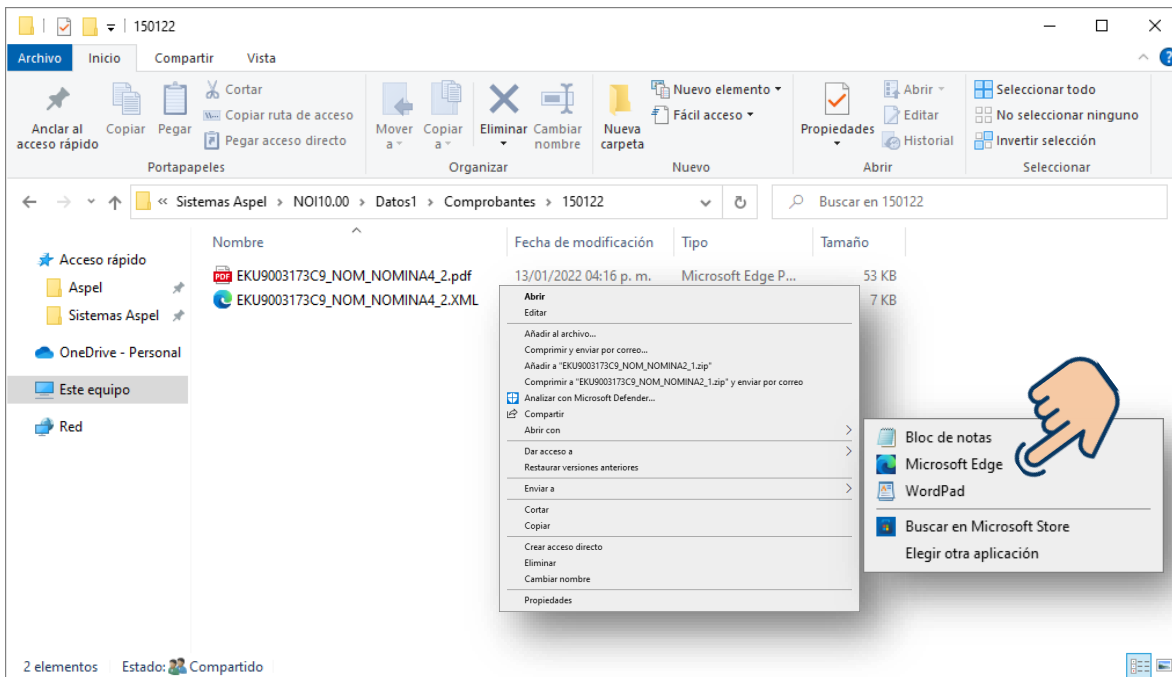 150122
Archivo Inicio Compartir Vista
Anclar al acceso rápido
Copiar
Pegar
Cortar
Copiar ruta de acceso
Pegar acceso directo
Portapapeles
Mover a
Copiar a
Eliminar
Cambiar nombre
Organizar
Nueva carpeta
Nuevo elemento
Fácil acceso
Nuevo
Propiedades
Abrir
Editar
Historial
Abrir
Seleccionar todo
No seleccionar ninguno
Invertir selección
Seleccionar
« Sistemas Aspel > NOI10.00 > Datos1 > Comprobantes > 150122
Buscar en 150122
Acceso rápido
Aspel
Sistemas Aspel
OneDrive - Personal
Este equipo
Red
Nombre Fecha de modificación Tipo Tamaño
PDF EKU9003173C9_NOM_NOMINA4_2.pdf 13/01/2022 04:16 p. m. Microsoft Edge P... 53 KB
EKU9003173C9_NOM_NOMINA4_2.XML 7 KB
Abrir
Editar
Añadir al archivo...
Comprimir y enviar por correo...
Añadir a "EKU9003173C9_NOM_NOMINA2_1.zip"
Comprimir a "EKU9003173C9_NOM_NOMINA2_1.zip" y enviar por correo
Analizar con Microsoft Defender...
Compartir
Abrir con
Dar acceso a
Restaurar versiones anteriores
Enviar a
Cortar
Copiar
Crear acceso directo
Eliminar
Cambiar nombre
Propiedades
Bloc de notas
Microsoft Edge
WordPad
Buscar en Microsoft Store
Elegir otra aplicación
2 elementos Estado: Compartido